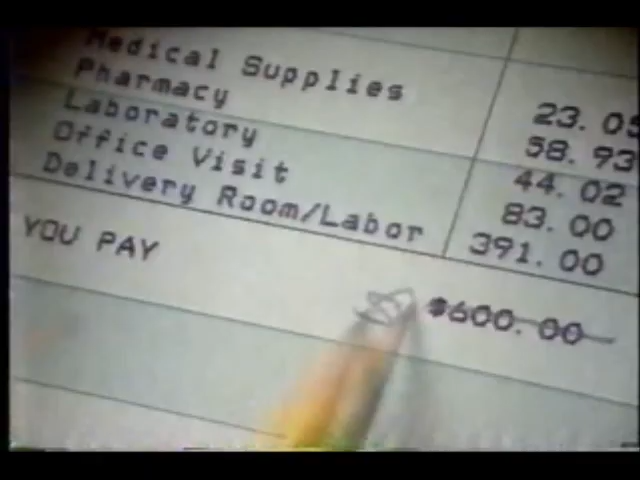 Medical Supplies 23.05
Pharmacy 58.93
Laboratory 44.02
Office Visit 83.00
Delivery Room/Labor 391.00
YOU PAY $600.00